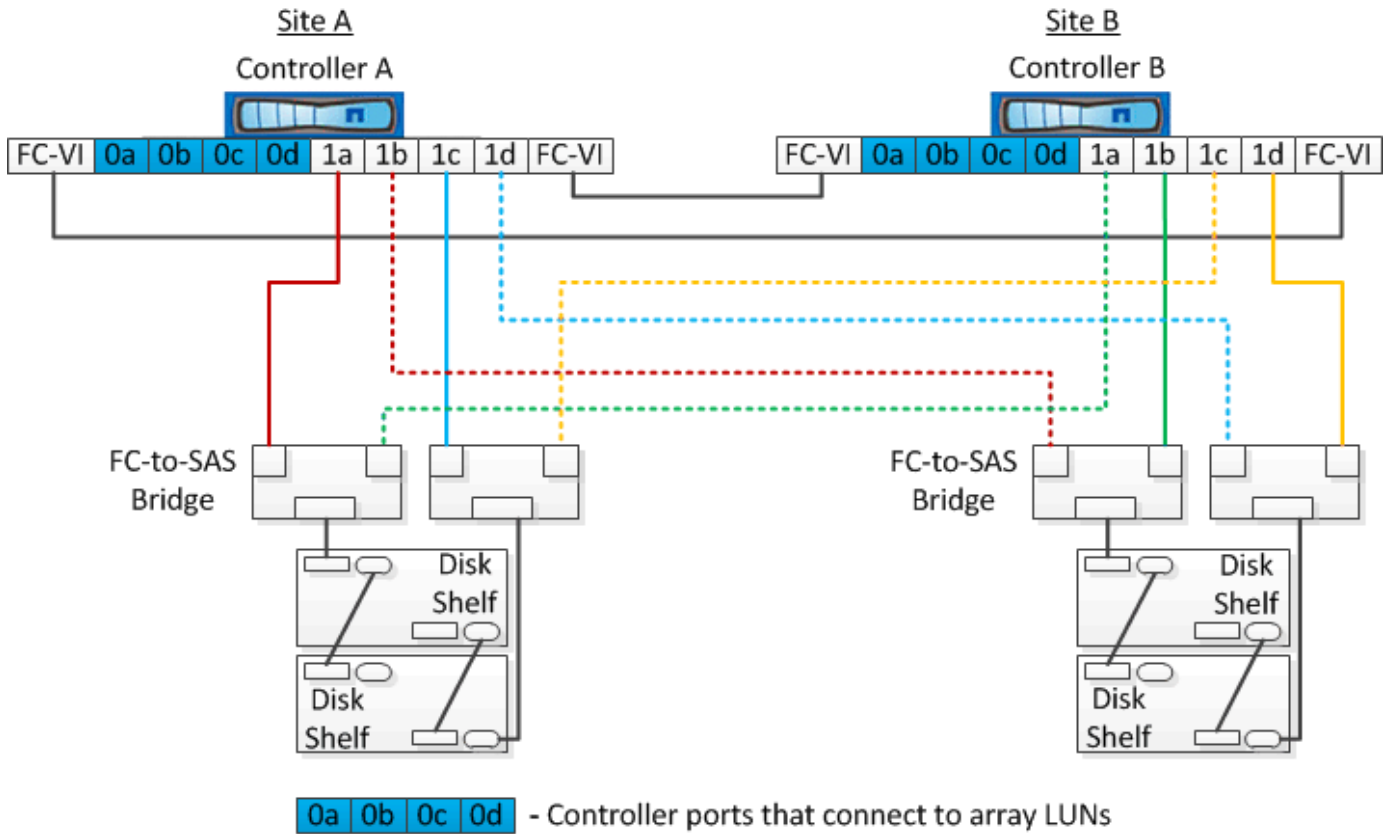 Site A
Site B
Controller A
Controller B
FC-VI 0a 0b 0c 0d 1a 1b 1c 1d FC-VI
FC-VI 0a 0b 0c 0d 1a 1b 1c 1d FC-VI
FC-to-SAS
Bridge
FC-to-SAS
Bridge
Disk
Shelf
Disk
Shelf
Disk
Shelf
Disk
Shelf
0a 0b 0c 0d - Controller ports that connect to array LUNs